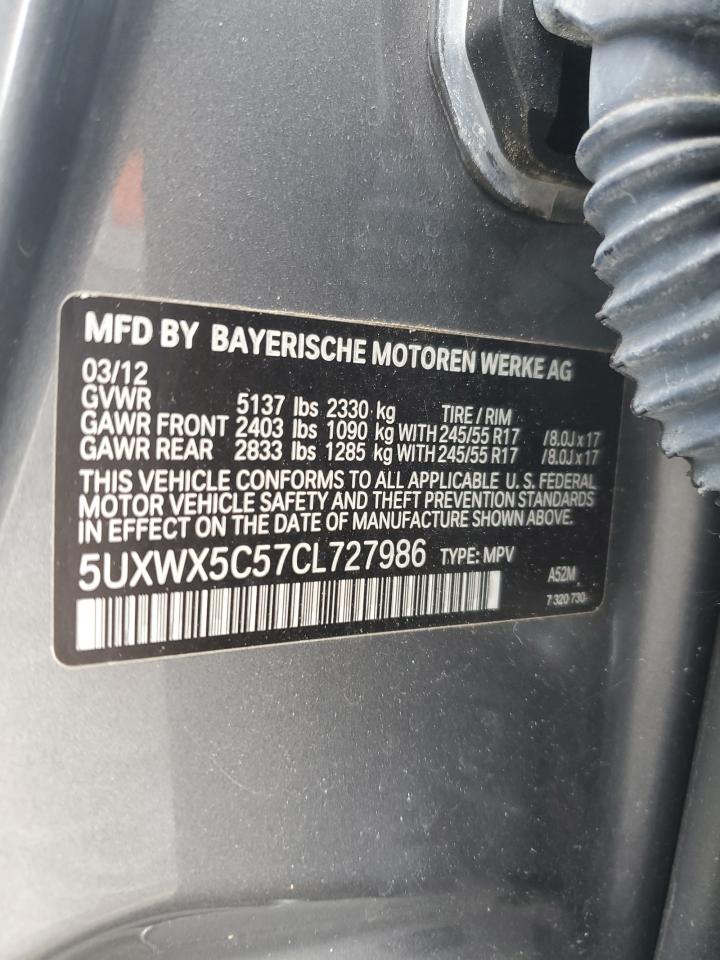 MFD BY BAYERISCHE MOTOREN WERKE AG
03/12
GVWR 5137 lbs 2330 kg TIRE / RIM
GAWR FRONT 2403 lbs 1090 kg WITH 245/55 R17 /8.0J x 17
GAWR REAR 2833 lbs 1285 kg WITH 245/55 R17 /8.0J x 17
THIS VEHICLE CONFORMS TO ALL APPLICABLE U. S. FEDERAL
MOTOR VEHICLE SAFETY AND THEFT PREVENTION STANDARDS
IN EFFECT ON THE DATE OF MANUFACTURE SHOWN ABOVE.
5UXWX5C57CL727986 TYPE: MPV
A52M
7 320 730